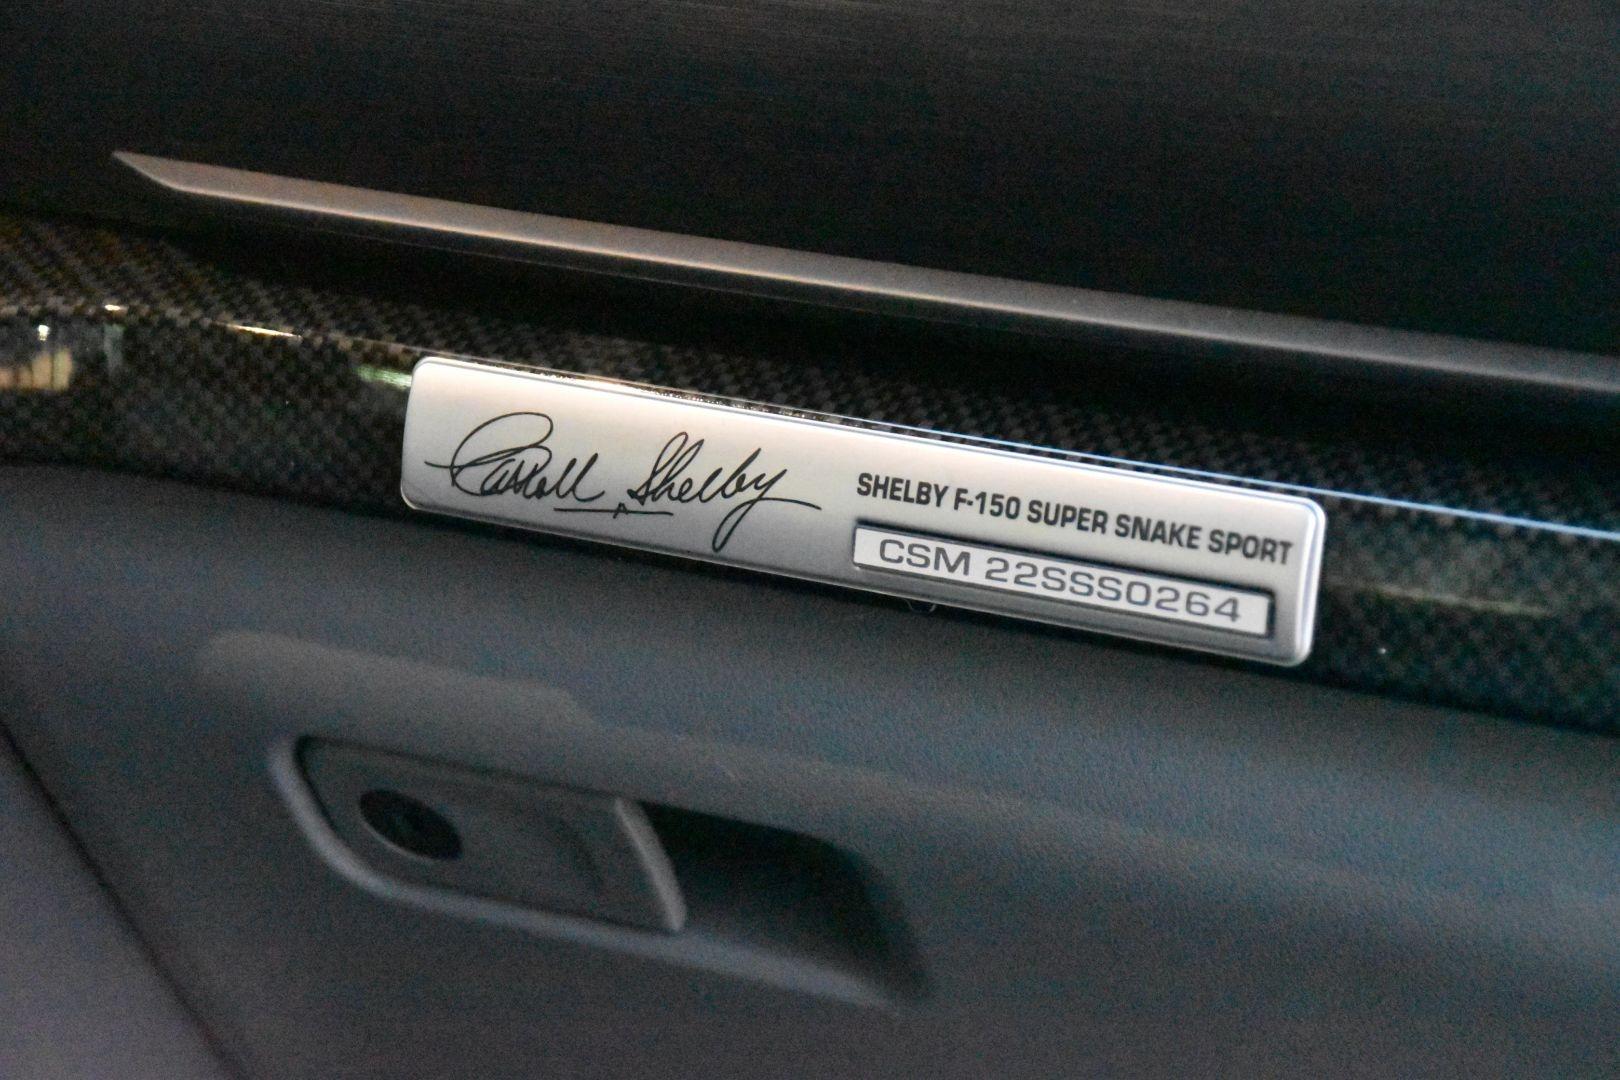 Carroll Shelby
SHELBY F-150 SUPER SNAKE SPORT
CSM 22SSS0264